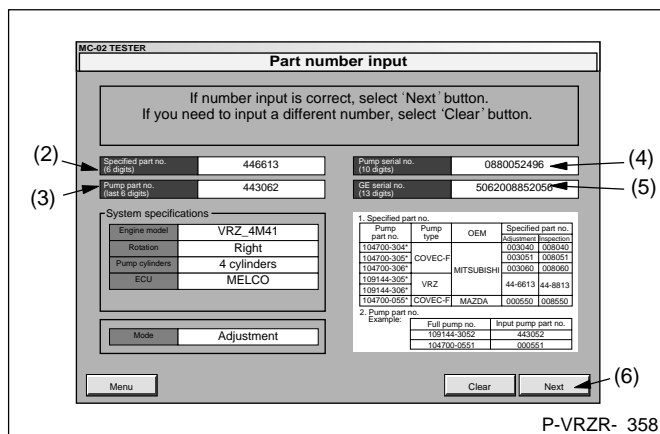 MC-02 TESTER
Part number input
If number input is correct, select ‘Next’ button.
If you need to input a different number, select ‘Clear’ button.
(2)
Specified part no.
(6 digits)
446613
Pump serial no.
(10 digits)
0880052496
(4)
(3)
Pump part no.
(last 6 digits)
443062
GE serial no.
(13 digits)
5062008852056
(5)
System specifications
Engine model VRZ_4M41
Rotation Right
Pump cylinders 4 cylinders
ECU MELCO
Mode Adjustment
1. Specified part no.
Pump part no. Pump type OEM Specified part no.
Adjustment Inspection
104700-304* COVEC-F MITSUBISHI 003040 008040
104700-305* 003051 008051
104700-306* 003060 008060
109144-305* VRZ 44-6613 44-8813
109144-306*
104700-055* COVEC-F MAZDA 000550 008550
2. Pump part no.
Example:
Full pump no. Input pump part no.
109144-3052 443052
104700-0551 000551
Menu
Clear
Next
(6)
P-VRZR- 358